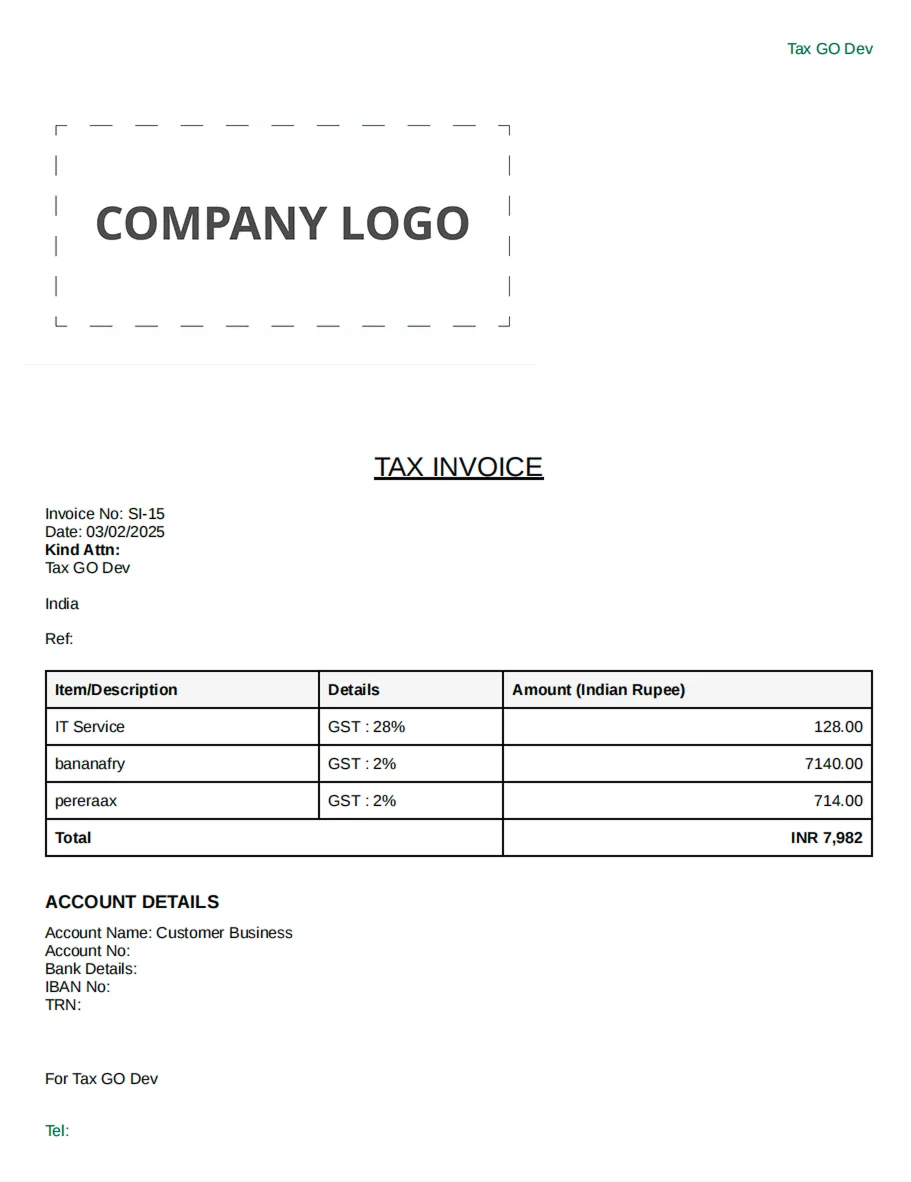 Tax GO Dev
COMPANY LOGO
TAX INVOICE
Invoice No: SI-15
Date: 03/02/2025
Kind Attn:
Tax GO Dev
India
Ref:
Item/Description Details Amount (Indian Rupee)
IT Service GST : 28% 128.00
bananafry GST : 2% 7140.00
pereraax GST : 2% 714.00
Total INR 7,982
ACCOUNT DETAILS
Account Name: Customer Business
Account No:
Bank Details:
IBAN No:
TRN:
For Tax GO Dev
Tel: